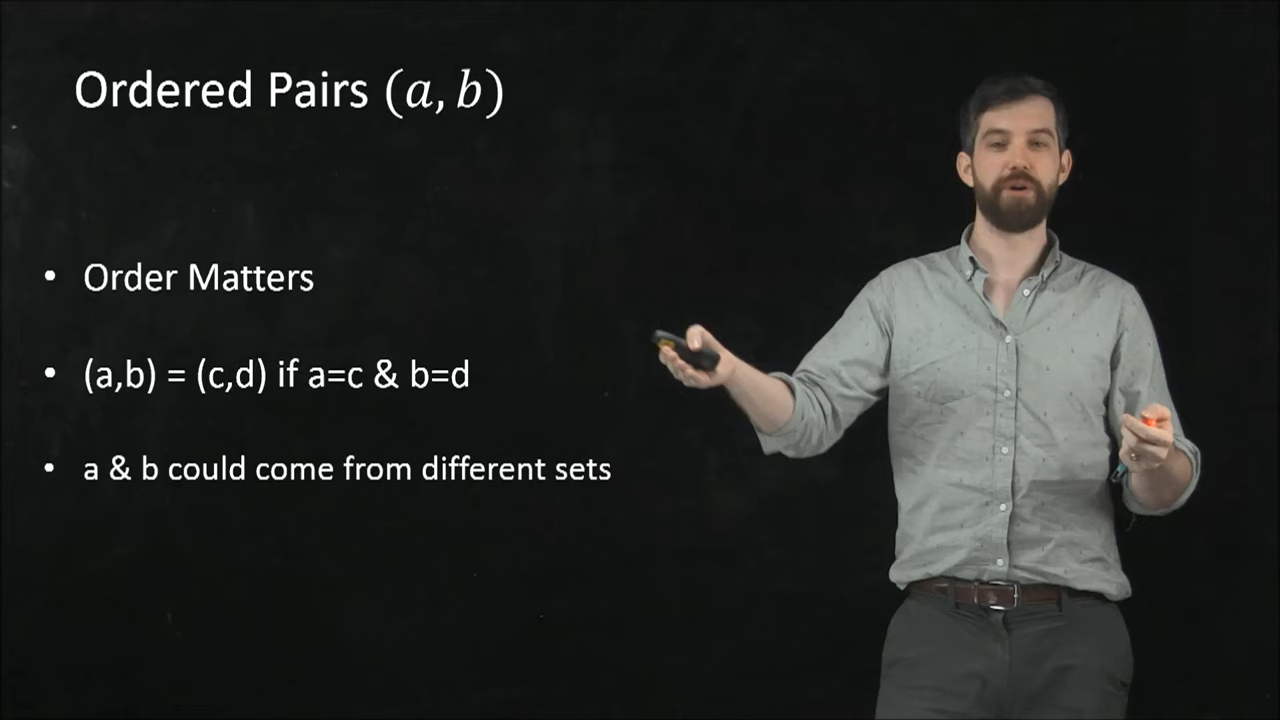 Ordered Pairs (a, b)
• Order Matters
• (a,b) = (c,d) if a=c & b=d
• a & b could come from different sets